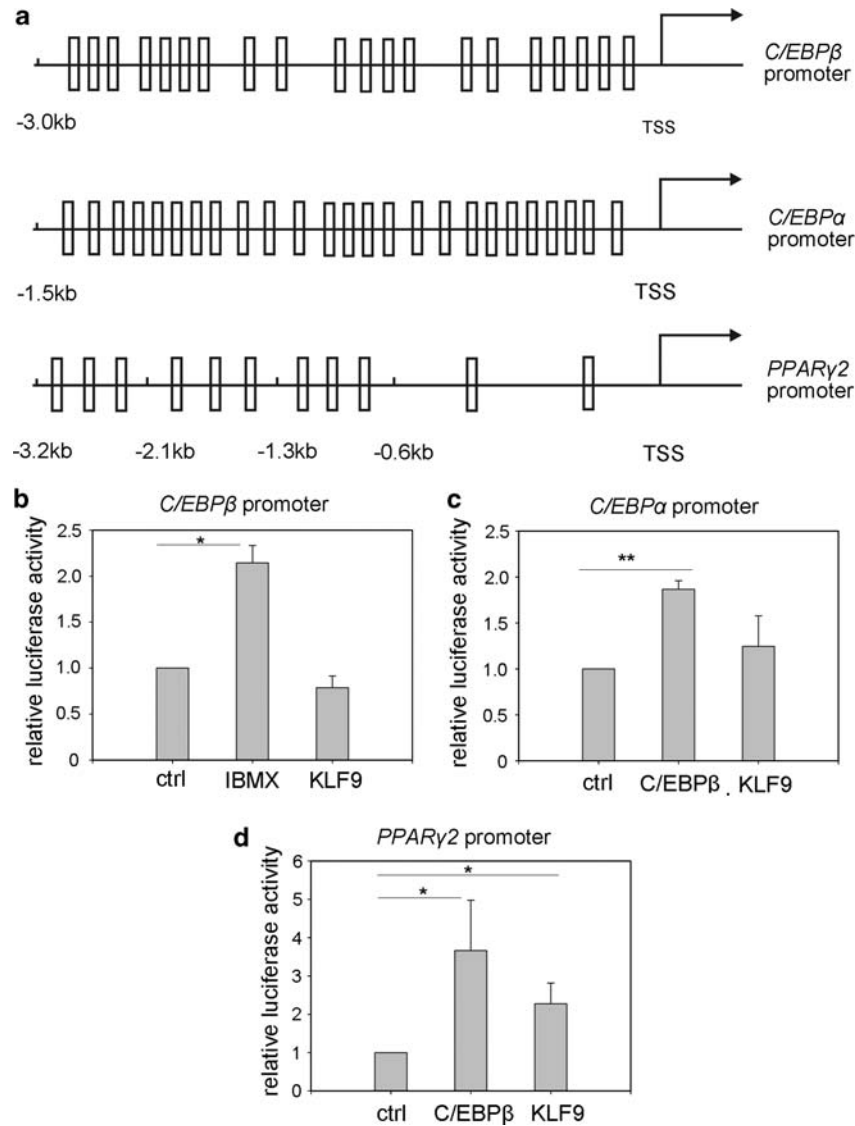 a
C/EBPβ
promoter
-3.0kb
TSS
C/EBPα
promoter
-1.5kb
TSS
PPARγ2
promoter
-3.2kb -2.1kb -1.3kb -0.6kb TSS
b
C/EBPβ promoter
relative luciferase activity
2.5
2.0
1.5
1.0
0.5
0
*
ctrl IBMX KLF9
c
C/EBPα promoter
relative luciferase activity
2.5
2.0
1.5
1.0
0.5
0
**
ctrl C/EBPβ . KLF9
d
PPARγ2 promoter
relative luciferase activity
6
5
4
3
2
1
0
*
*
ctrl C/EBPβ KLF9